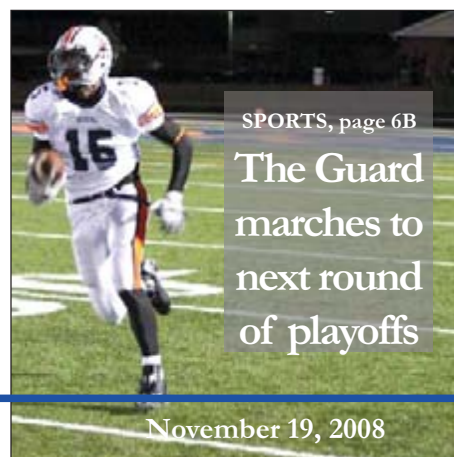 SPORTS, page 6B
The Guard
marches to
next round
of playoffs
16
November 19, 2008